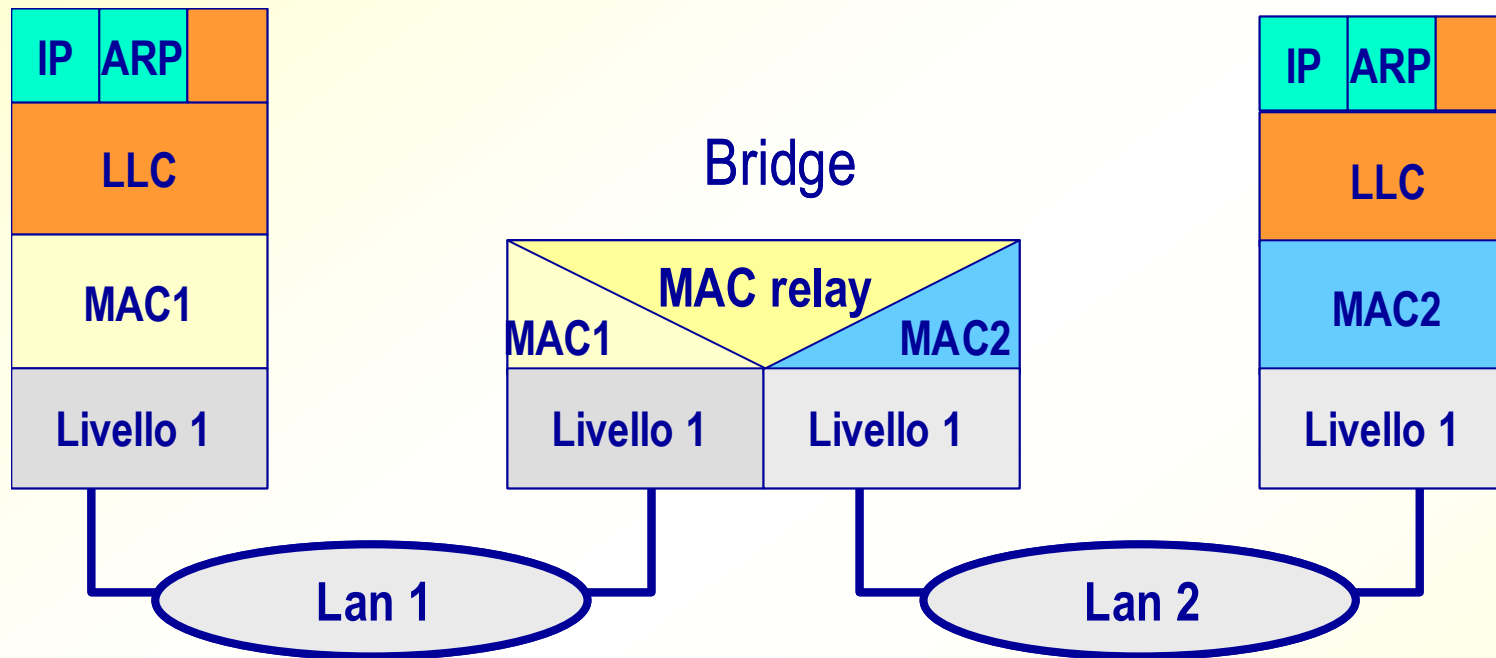 IP ARP
LLC
MAC1
Livello 1
Bridge
MAC relay
MAC1
MAC2
Livello 1
Livello 1
IP ARP
LLC
MAC2
Livello 1
Lan 1
Lan 2